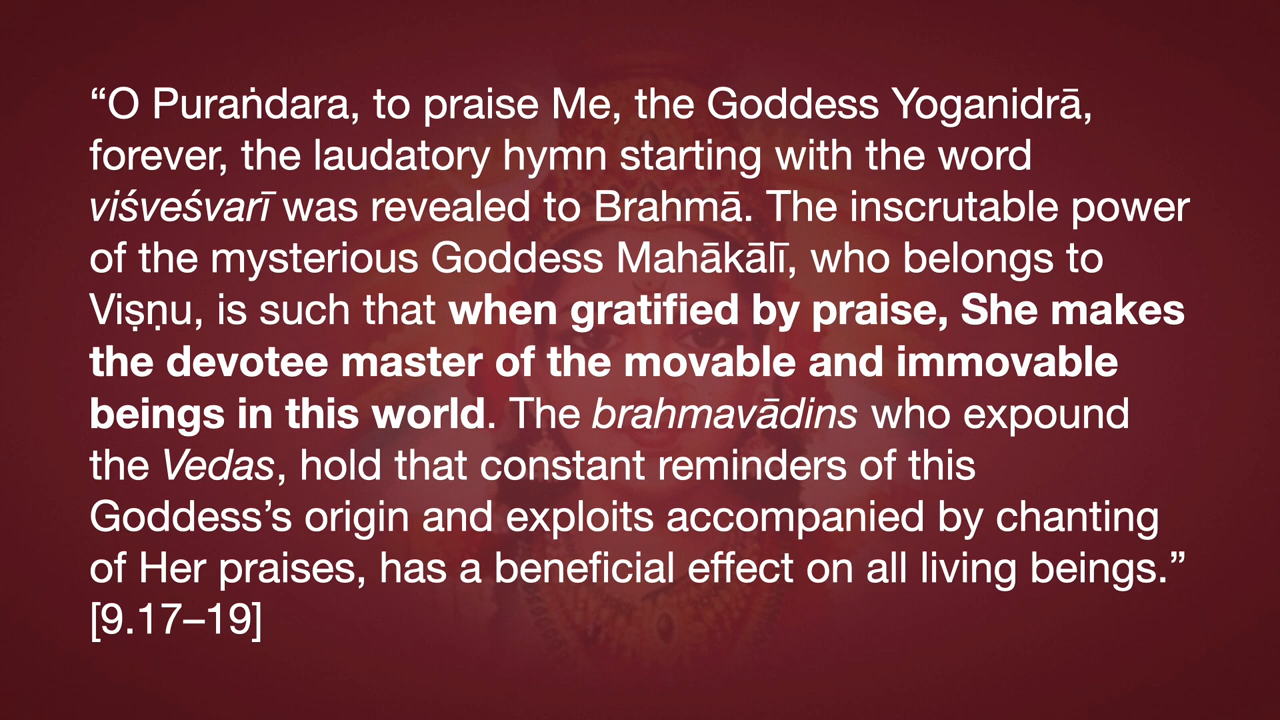 “O Puraṅdara, to praise Me, the Goddess Yoganidrā,
forever, the laudatory hymn starting with the word
viśveśvarī was revealed to Brahmā. The inscrutable power
of the mysterious Goddess Mahākālī, who belongs to
Viṣṇu, is such that when gratified by praise, She makes
the devotee master of the movable and immovable
beings in this world. The brahmavādins who expound
the Vedas, hold that constant reminders of this
Goddess’s origin and exploits accompanied by chanting
of Her praises, has a beneficial effect on all living beings.”
[9.17–19]